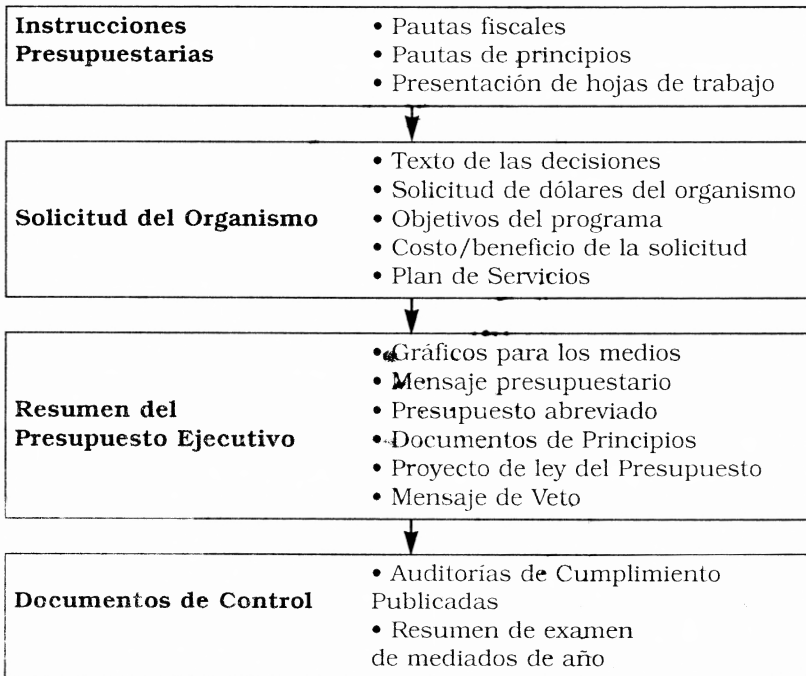 Instrucciones
Presupuestarias
• Pautas fiscales
• Pautas de principios
• Presentación de hojas de trabajo
Solicitud del Organismo
• Texto de las decisiones
• Solicitud de dólares del organismo
• Objetivos del programa
• Costo/beneficio de la solicitud
• Plan de Servicios
Resumen del
Presupuesto Ejecutivo
• Gráficos para los medios
• Mensaje presupuestario
• Presupuesto abreviado
• Documentos de Principios
• Proyecto de ley del Presupuesto
• Mensaje de Veto
Documentos de Control
• Auditorías de Cumplimiento
Publicadas
• Resumen de examen
de mediados de año